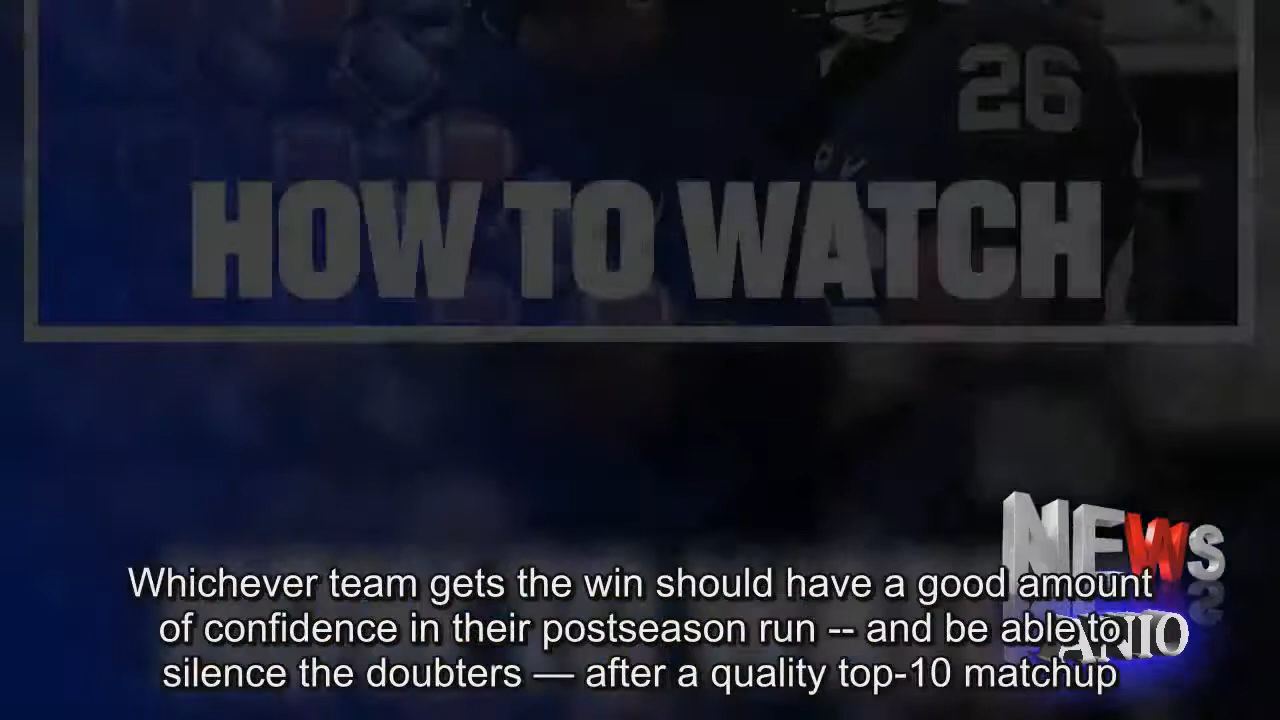 26
HOW TO WATCH
NEWS
Whichever team gets the win should have a good amount
of confidence in their postseason run -- and be able to
silence the doubters — after a quality top-10 matchup